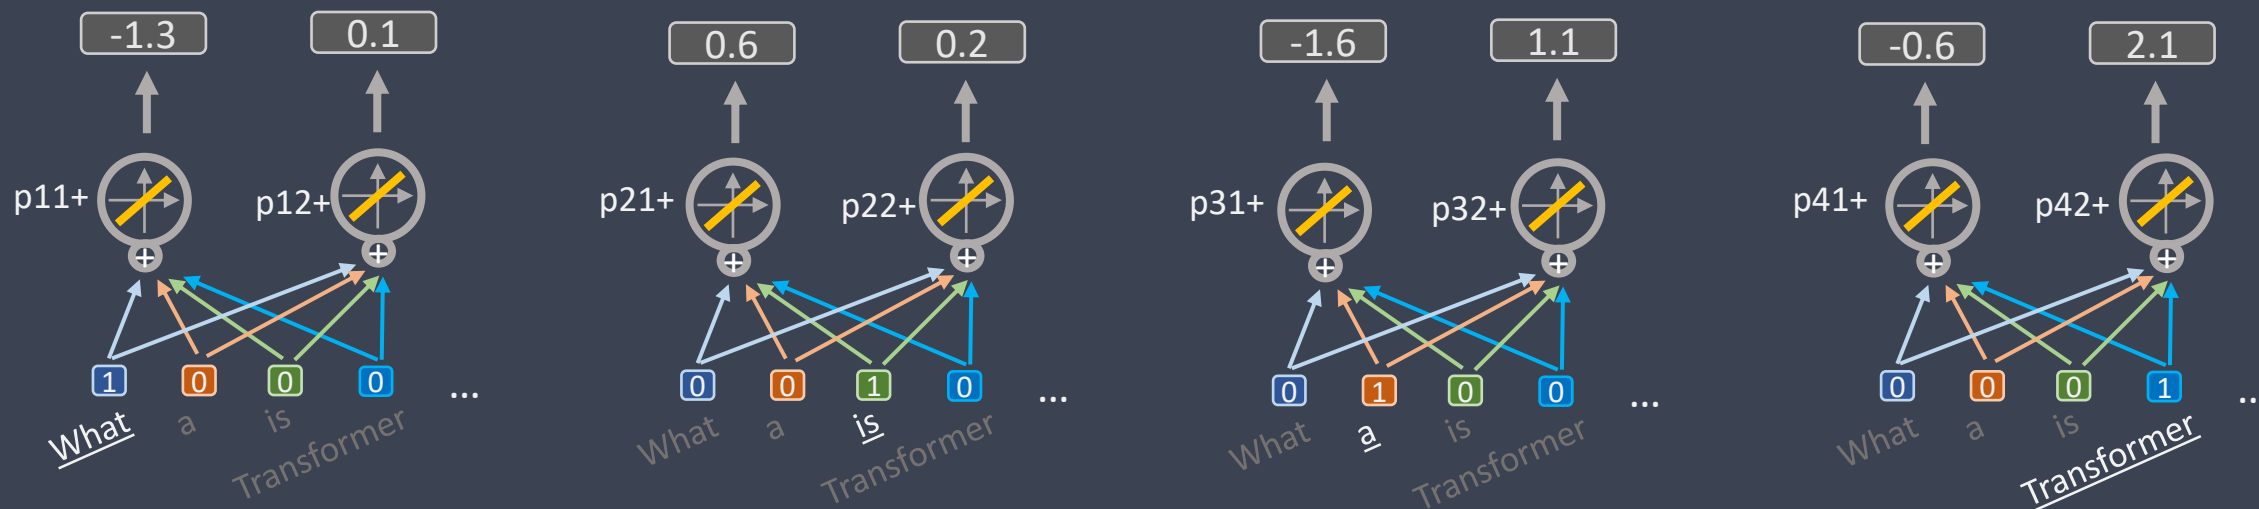 -1.3 0.1 0.6 0.2 -1.6 1.1 -0.6 2.1
p11+ p12+ p21+ p22+ p31+ p32+ p41+ p42+
+ + + + + + + +
1 0 0 0 ... 0 0 1 0 ... 0 1 0 0 ... 0 0 0 1 ..
What a is Transformer What a is Transformer What a is Transformer What a is Transformer